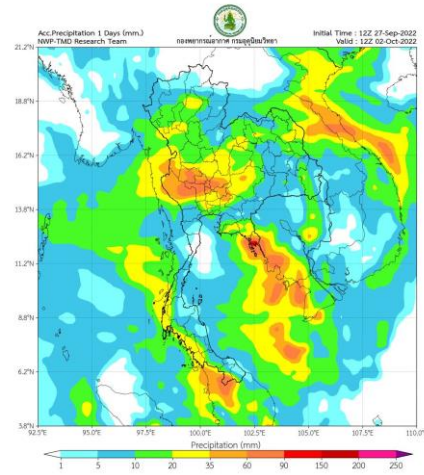 Acc.Precipitation 1 Days (mm.)
NWP-TMD Research Team
กองพยากรณ์อากาศ กรมอุตุนิยมวิทยา
Initial Time : 12Z 27-Sep-2022
Valid : 12Z 02-Oct-2022
21.2°N
18.8°N
16.2°N
13.8°N
11.2°N
8.8°N
6.2°N
3.8°N
92.5°E 95.0°E 97.5°E 100.0°E 102.5°E 105.0°E 107.5°E 110.0°E
Precipitation (mm)
1 5 10 20 35 60 90 150 200 250